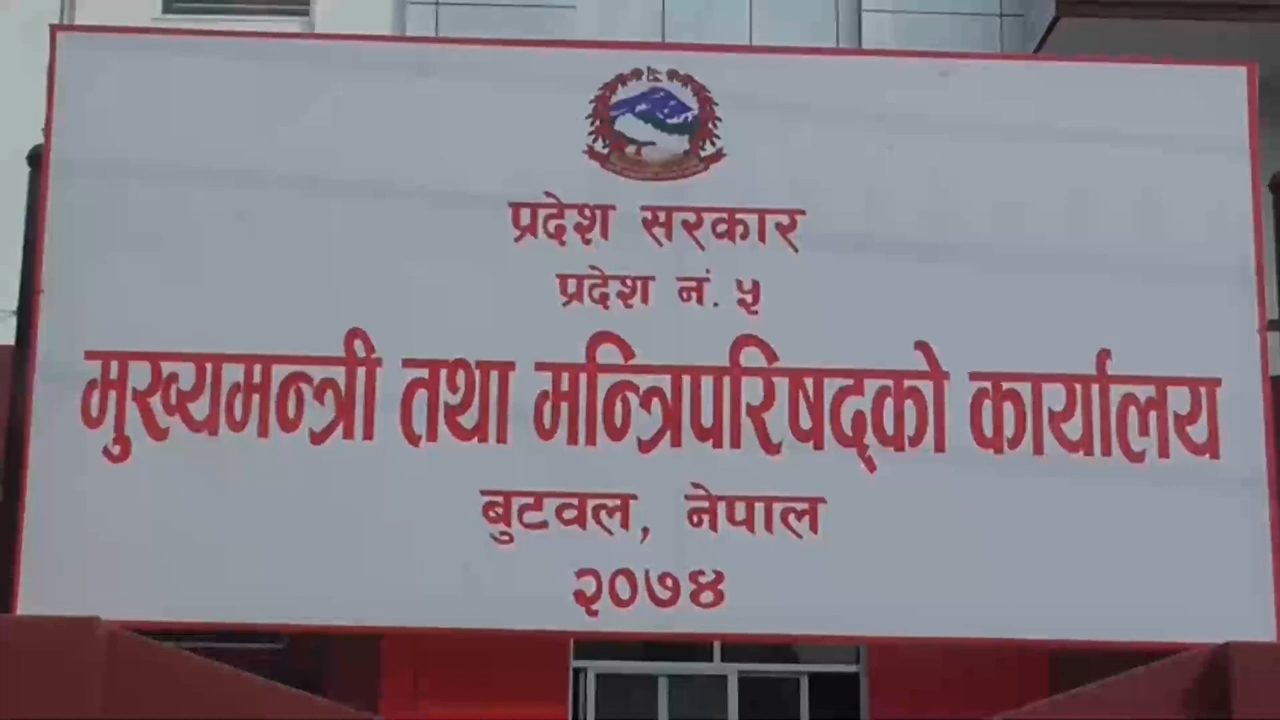 प्रदेश सरकार
प्रदेश नं. ५
मुख्यमन्त्री तथा मन्त्रिपरिषद्को कार्यालय
बुटवल, नेपाल
२०७४